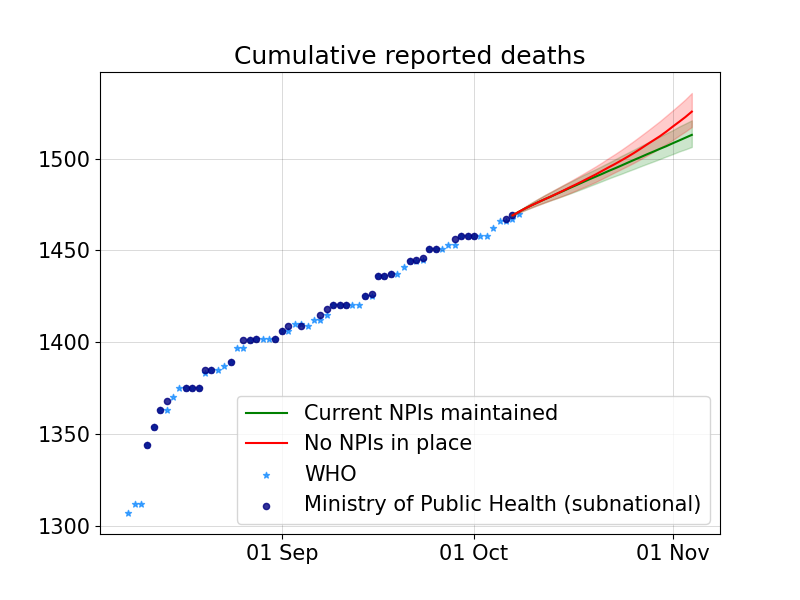 Cumulative reported deaths
1500
1450
1400
1350
1300
Current NPIs maintained
No NPIs in place
WHO
Ministry of Public Health (subnational)
01 Sep
01 Oct
01 Nov